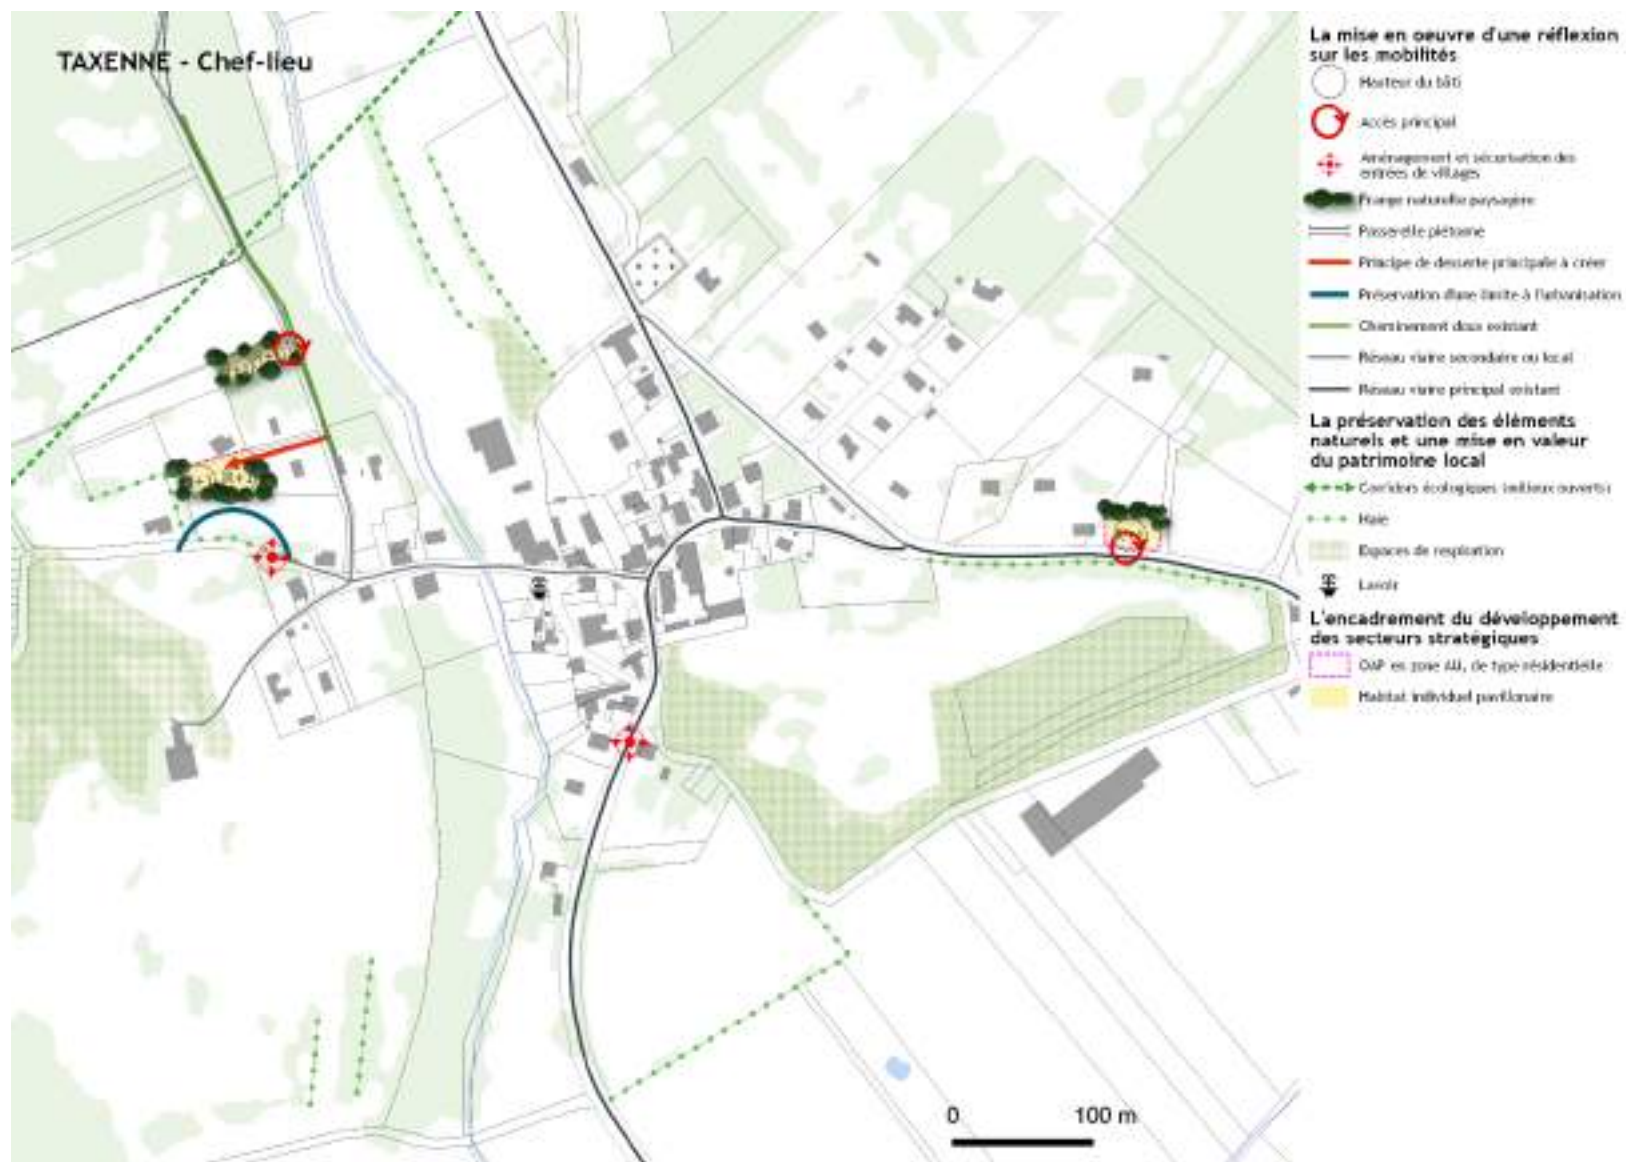 TAXENNE - Chef-lieu
La mise en oeuvre d'une réflexion
sur les mobilités
Hauteur du bâti
Accès principal
Aménagement et sécurisation des
entrées de villages
Frange naturelle paysagère
Passerelle piétonne
Principe de desserte principale à créer
Préservation d'une limite à l'urbanisation
Cheminement doux existant
Réseau viaire secondaire ou local
Réseau viaire principal existant
La préservation des éléments
naturels et une mise en valeur
du patrimoine local
Corridors écologiques (milieux ouverts)
Haie
Espaces de respiration
Lavoir
L'encadrement du développement
des secteurs stratégiques
OAP en zone AU, de type résidentielle
Habitat individuel pavillonaire
0 100 m